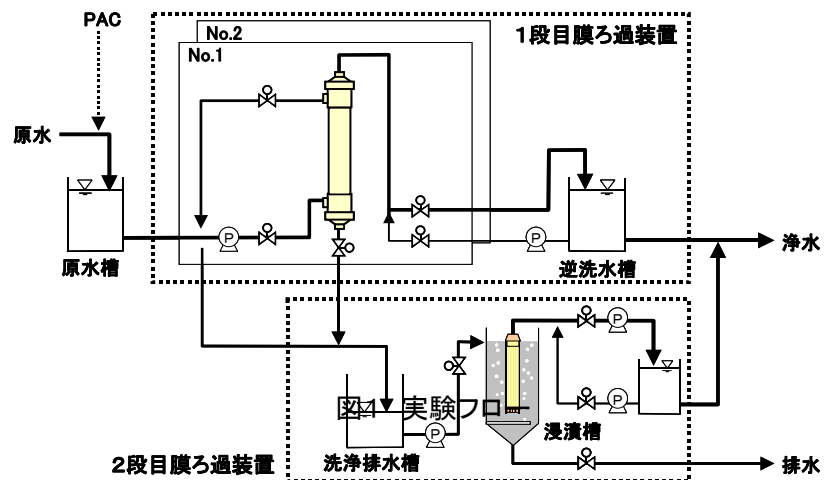 PAC
No.2
1段目膜ろ過装置
No.1
原水
P
P
浄水
原水槽
逆洗水槽
P
P
図1 実験フロ
P
浸漬槽
洗浄排水槽
2段目膜ろ過装置
排水